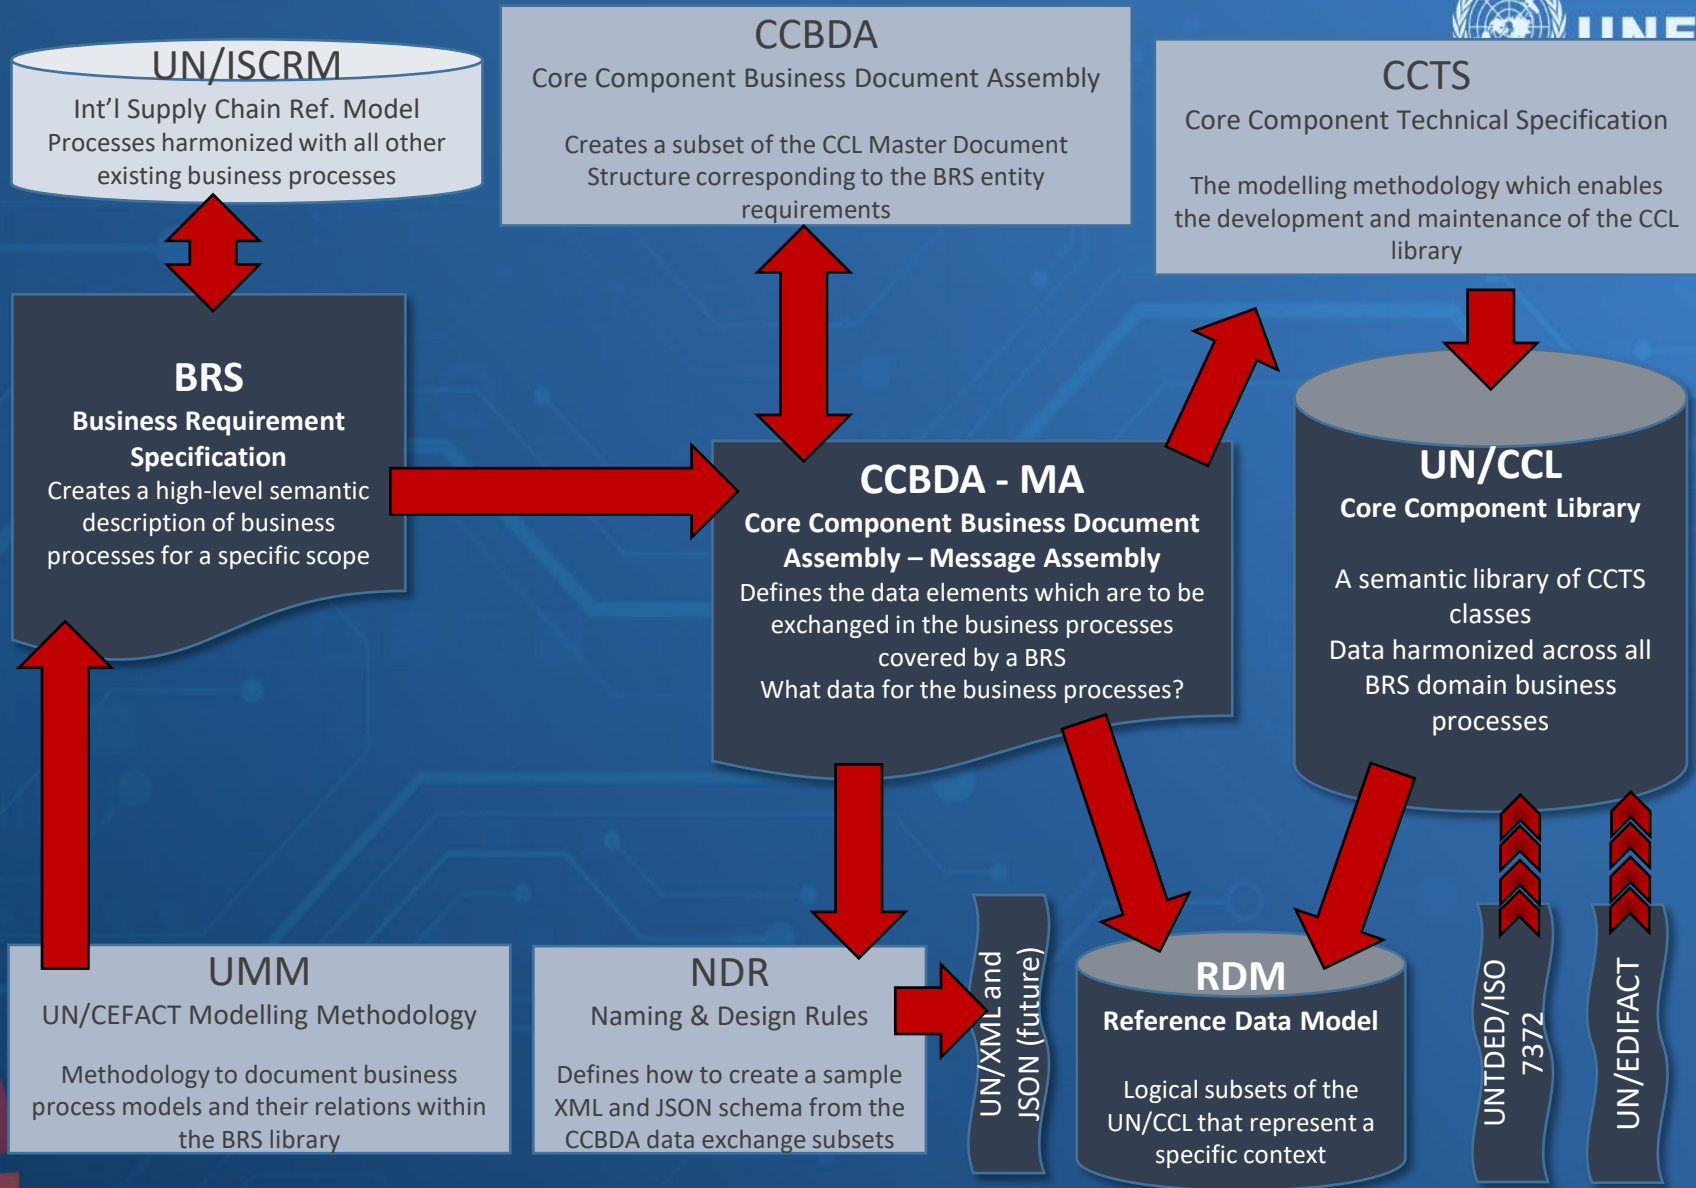 UN/ISCRM
Int'l Supply Chain Ref. Model
Processes harmonized with all other
existing business processes
CCBDA
Core Component Business Document Assembly
Creates a subset of the CCL Master Document
Structure corresponding to the BRS entity
requirements
CCTS
Core Component Technical Specification
The modelling methodology which enables
the development and maintenance of the CCL
library
BRS
Business Requirement
Specification
Creates a high-level semantic
description of business
processes for a specific scope
CCBDA - MA
Core Component Business Document
Assembly – Message Assembly
Defines the data elements which are to be
exchanged in the business processes
covered by a BRS
What data for the business processes?
UN/CCL
Core Component Library
A semantic library of CCTS
classes
Data harmonized across all
BRS domain business
processes
UMM
UN/CEFACT Modelling Methodology
Methodology to document business
process models and their relations within
the BRS library
NDR
Naming & Design Rules
Defines how to create a sample
XML and JSON schema from the
CCBDA data exchange subsets
UN/XML and
JSON (future)
RDM
Reference Data Model
Logical subsets of the
UN/CCL that represent a
specific context
UNTDED/ISO
7372
UN/EDIFACT